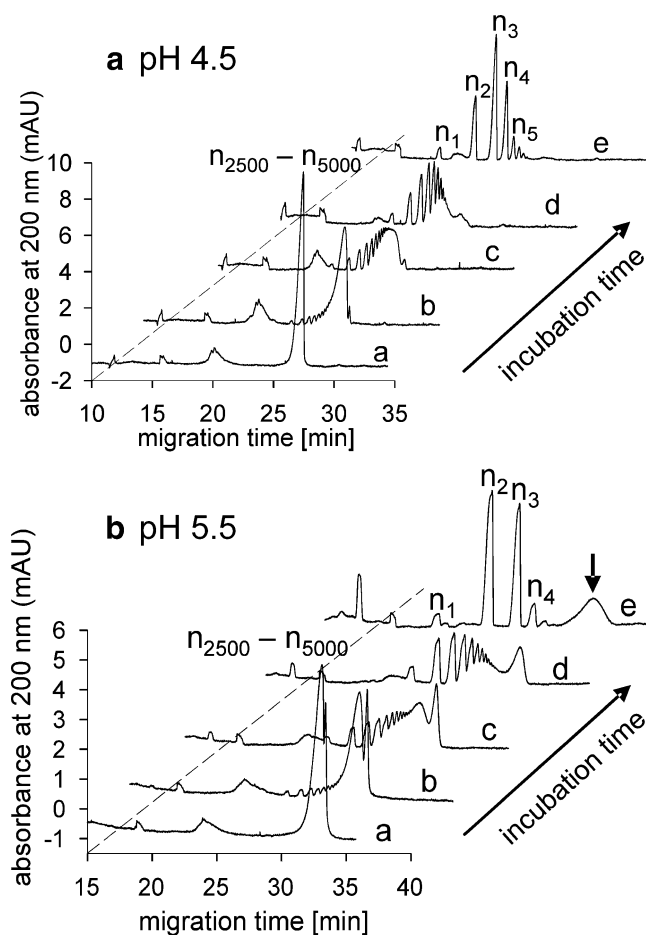 a pH 4.5
n3
n2
n4
n1
n5
e
n2500 – n5000
d
c
b
a
incubation time
absorbance at 200 nm (mAU)
10
8
6
4
2
0
-2
10 15 20 25 30 35
migration time [min]
b pH 5.5
n2 n3
n1
n4
e
n2500 – n5000
d
c
b
a
incubation time
absorbance at 200 nm (mAU)
6
5
4
3
2
1
0
-1
15 20 25 30 35 40
migration time [min]